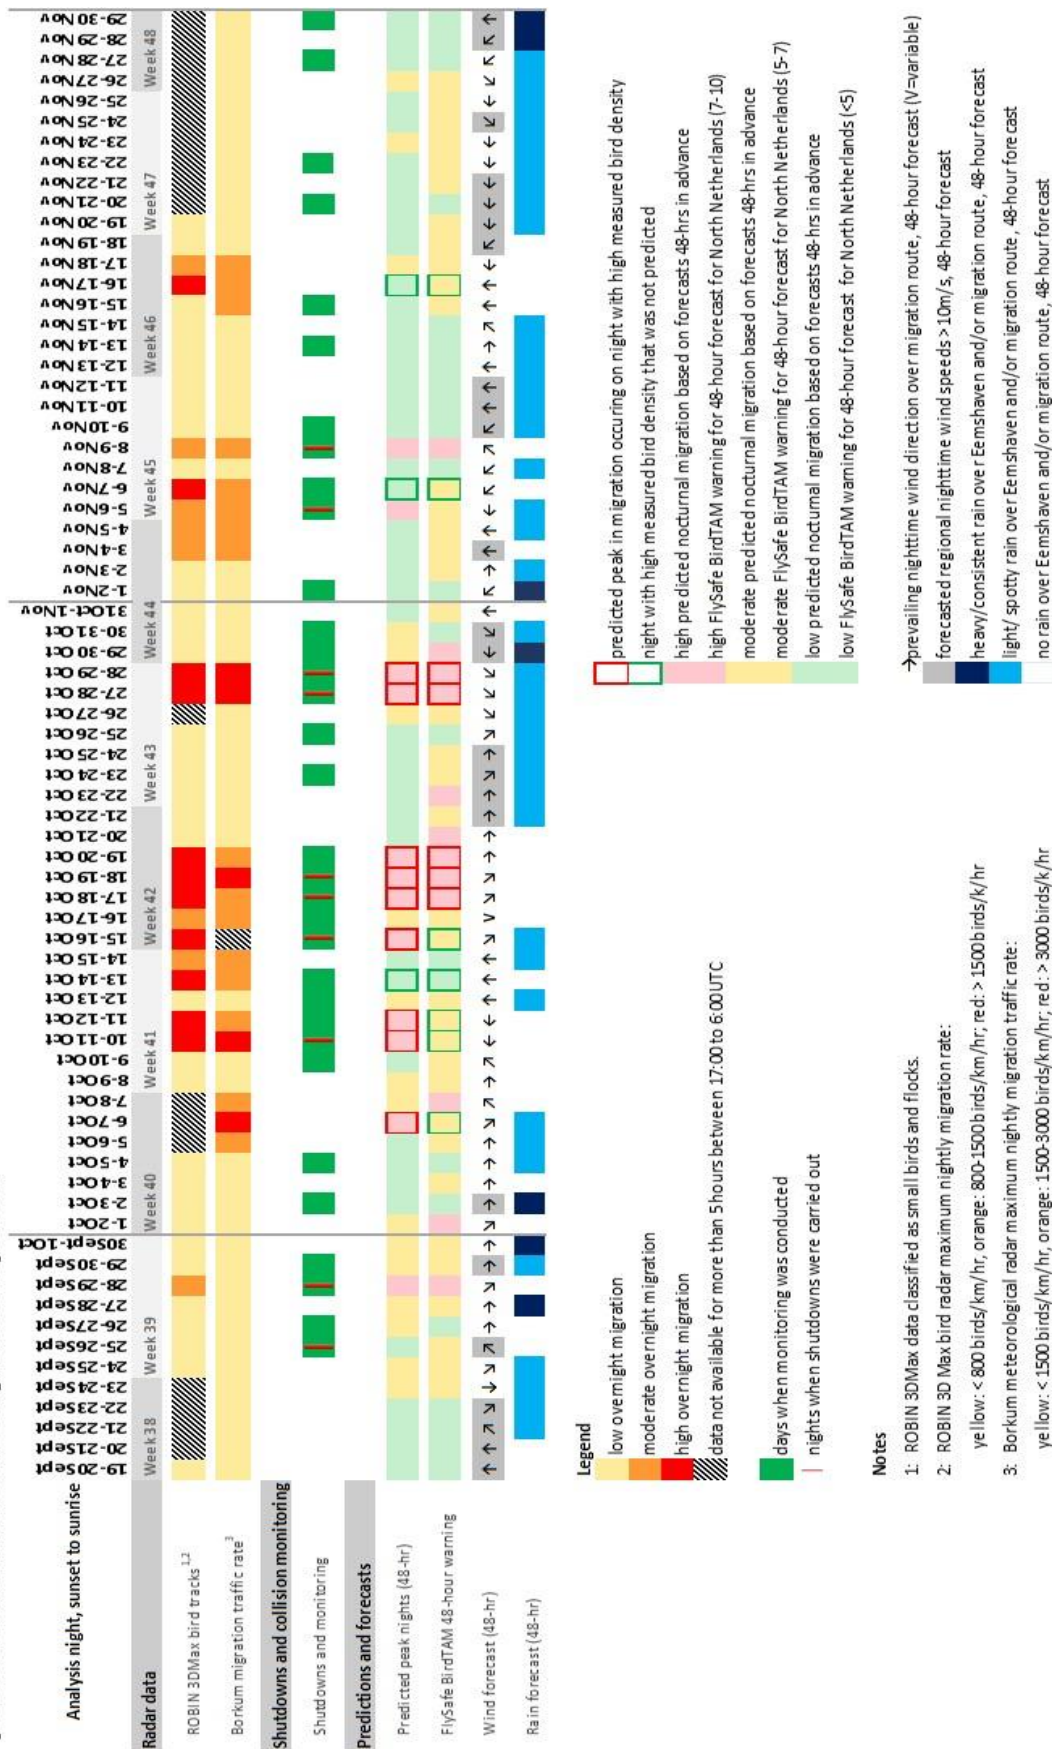 Analysis night, sunset to sunrise
19-20Sept
20-21Sept
21-22Sept
22-23Sept
23-24Sept
24-25Sept
25-26Sept
26-27Sept
27-28Sept
28-29Sept
29-30Sept
30Sept-1Oct
1-2Oct
2-3Oct
3-4Oct
4-5Oct
5-6Oct
6-7Oct
7-8Oct
8-9Oct
9-10Oct
10-11Oct
11-12Oct
12-13Oct
13-14Oct
14-15Oct
15-16Oct
16-17Oct
17-18Oct
18-19Oct
19-20Oct
20-21Oct
21-22Oct
22-23Oct
23-24Oct
24-25Oct
25-26Oct
26-27Oct
27-28Oct
28-29Oct
29-30Oct
30-31Oct
31Oct-1Nov
1-2Nov
2-3Nov
3-4Nov
4-5Nov
5-6Nov
6-7Nov
7-8Nov
8-9Nov
9-10Nov
10-11Nov
11-12Nov
12-13Nov
13-14Nov
14-15Nov
15-16Nov
16-17Nov
17-18Nov
18-19Nov
19-20Nov
20-21Nov
21-22Nov
22-23Nov
23-24Nov
24-25Nov
25-26Nov
26-27Nov
27-28Nov
28-29Nov
29-30Nov
Radar data
Week 38
Week 39
Week 40
Week 41
Week 42
Week 43
Week 44
Week 45
Week 46
Week 47
Week 48
ROBIN 3DMax bird tracks 1,2
Borkum migration traffic rate3
Shutdowns and collision monitoring
Shutdowns and monitoring
Predictions and forecasts
Predicted peak nights (48-hr)
FlySafe BirdTAM 48-hour warning
Wind forecast (48-hr)
Rain forecast (48-hr)
Legend
low overnight migration
moderate overnight migration
high overnight migration
data not available for more than 5hours between 17:00 to 6:00UTC
days when monitoring was conducted
nights when shutdowns were carried out
predicted peak in migration occuring on night with high measured bird density
night with high measured bird density that was not predicted
high predicted nocturnal migration based on forecasts 48-hrs in advance
high FlySafe BirdTAM warning for 48-hour forecast for North Netherlands (7-10)
moderate predicted nocturnal migration based on forecasts 48-hrs in advance
moderate FlySafe BirdTAM warning for 48-hour forecast for North Netherlands (5-7)
low predicted nocturnal migration based on forecasts 48-hrs in advance
low FlySafe BirdTAM warning for 48-hour forecast for North Netherlands (<5)
→prevailing nighttime wind direction over migration route, 48-hour forecast (V=variable)
forecasted regional nighttime wind speeds >10m/s, 48-hour forecast
heavy/consistent rain over Eemshaven and/or migration route, 48-hour forecast
light/ spotty rain over Eemshaven and/or migration route, 48-hour forecast
no rain over Eemshaven and/or migration route, 48-hour forecast
Notes
1: ROBIN 3DMax data classified as small birds and flocks.
2: ROBIN 3D Max bird radar maximum nightly migration rate:
yellow: < 800 birds/km/hr, orange: 800-1500birds/km/hr; red: > 1500birds/k/hr
3: Borkum meteorological radar maximum nightly migration traffic rate:
yellow: < 1500 birds/km/hr, orange: 1500-3000 birds/km/hr; red: > 3000 birds/k/hr